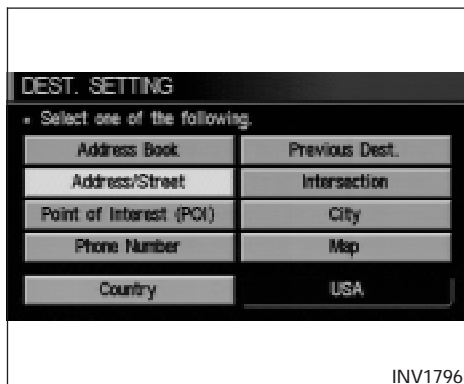 DEST. SETTING
▪ Select one of the following.
Address Book Previous Dest.
Address/Street Intersection
Point of Interest (POI) City
Phone Number Map
Country USA
INV1796